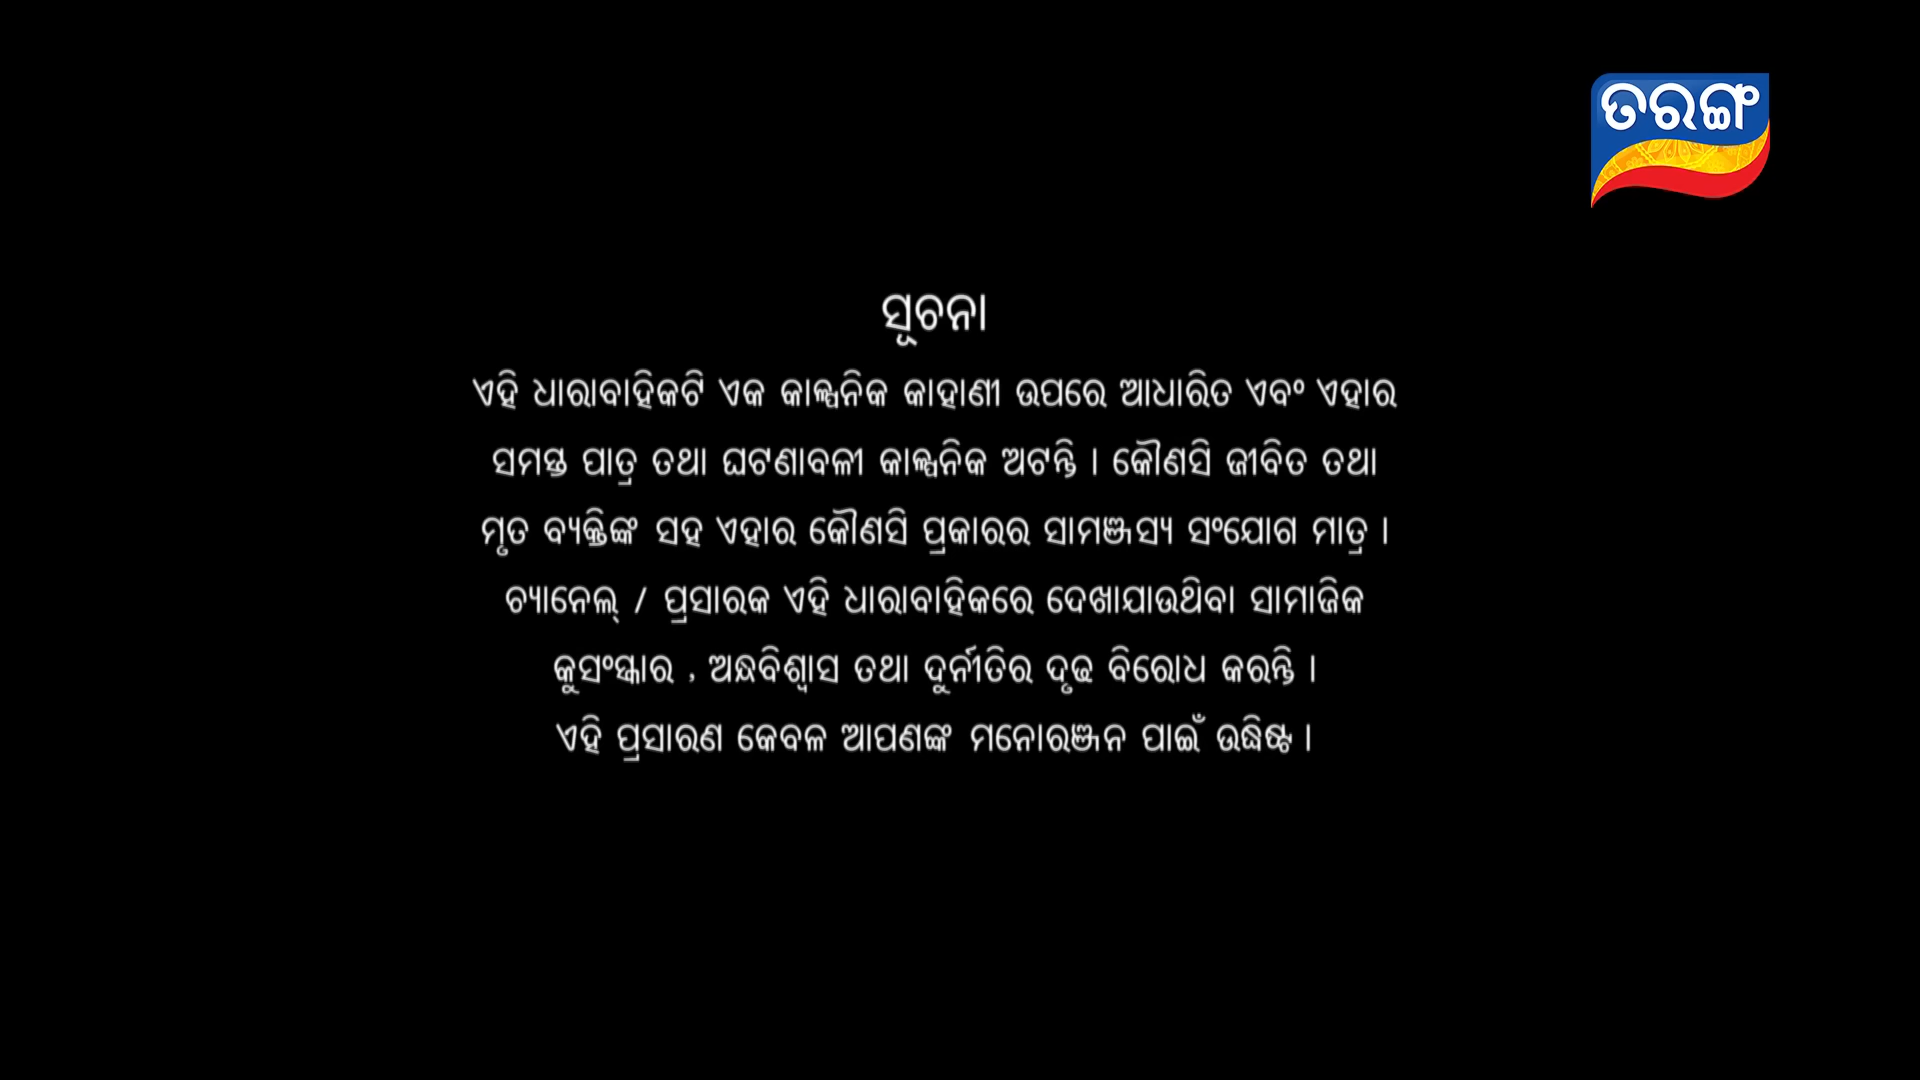 ତରଙ୍ଗ
ସୂଚନା
ଏହି ଧାରାବାହିକଟି ଏକ କାଳ୍ପନିକ କାହାଣୀ ଉପରେ ଆଧାରିତ ଏବଂ ଏହାର
ସମସ୍ତ ପାତ୍ର ତଥା ଘଟଣାବଳୀ କାଳ୍ପନିକ ଅଟନ୍ତି । କୌଣସି ଜୀବିତ ତଥା
ମୃତ ବ୍ୟକ୍ତିଙ୍କ ସହ ଏହାର କୌଣସି ପ୍ରକାରର ସାମଞ୍ଜସ୍ୟ ସଂଯୋଗ ମାତ୍ର ।
ଚ୍ୟାନେଲ୍ / ପ୍ରସାରକ ଏହି ଧାରାବାହିକରେ ଦେଖାଯାଉଥିବା ସାମାଜିକ
କୁସଂସ୍କାର , ଅନ୍ଧବିଶ୍ୱାସ ତଥା ଦୁର୍ନୀତିର ଦୃଢ ବିରୋଧ କରନ୍ତି ।
ଏହି ପ୍ରସାରଣ କେବଳ ଆପଣଙ୍କ ମନୋରଞ୍ଜନ ପାଇଁ ଉଦ୍ଧିଷ୍ଟ ।